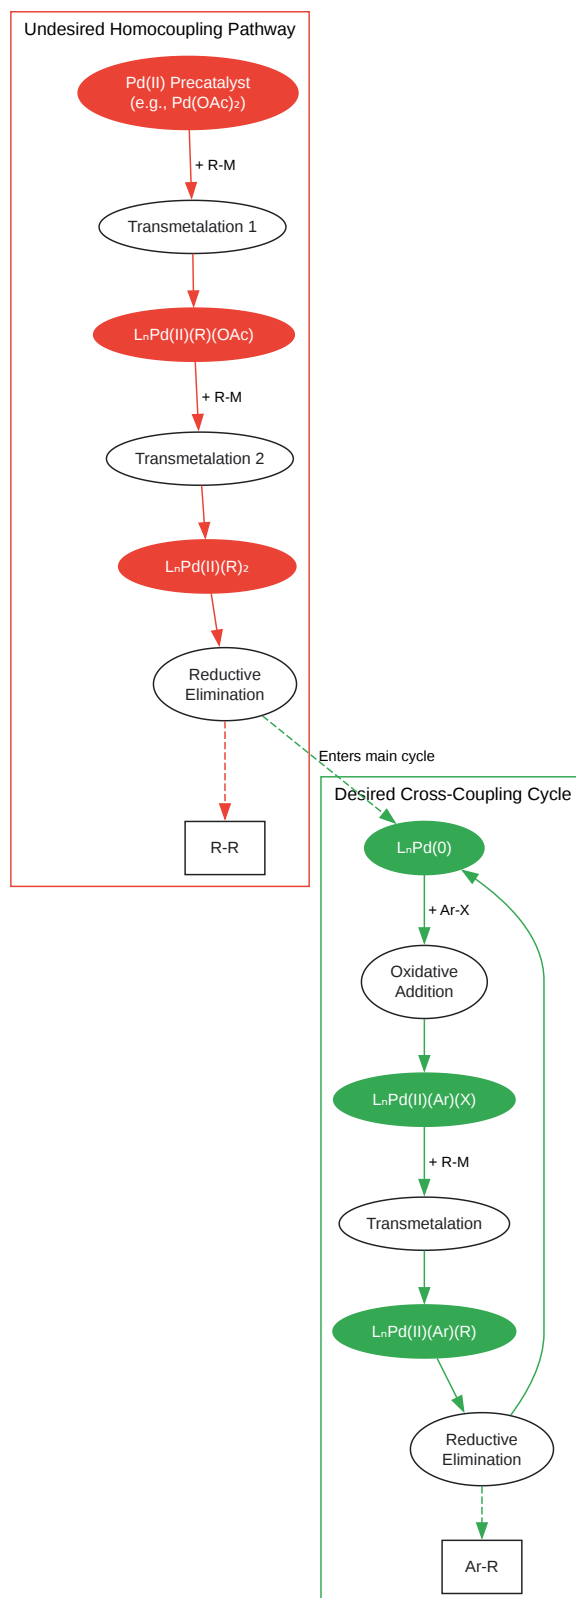 Undesired Homocoupling Pathway
Pd(II) Precatalyst
(e.g., Pd(OAc)₂)
+ R-M
Transmetalation 1
LₙPd(II)(R)(OAc)
+ R-M
Transmetalation 2
LₙPd(II)(R)₂
Reductive
Elimination
Enters main cycle
Desired Cross-Coupling Cycle
R-R
LₙPd(0)
+ Ar-X
Oxidative
Addition
LₙPd(II)(Ar)(X)
+ R-M
Transmetalation
LₙPd(II)(Ar)(R)
Reductive
Elimination
Ar-R